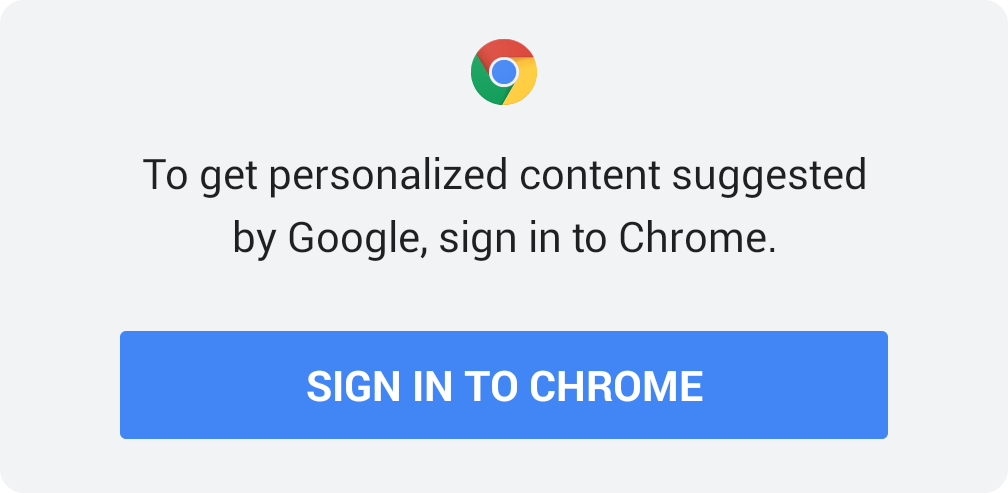 To get personalized content suggested
by Google, sign in to Chrome.
SIGN IN TO CHROME